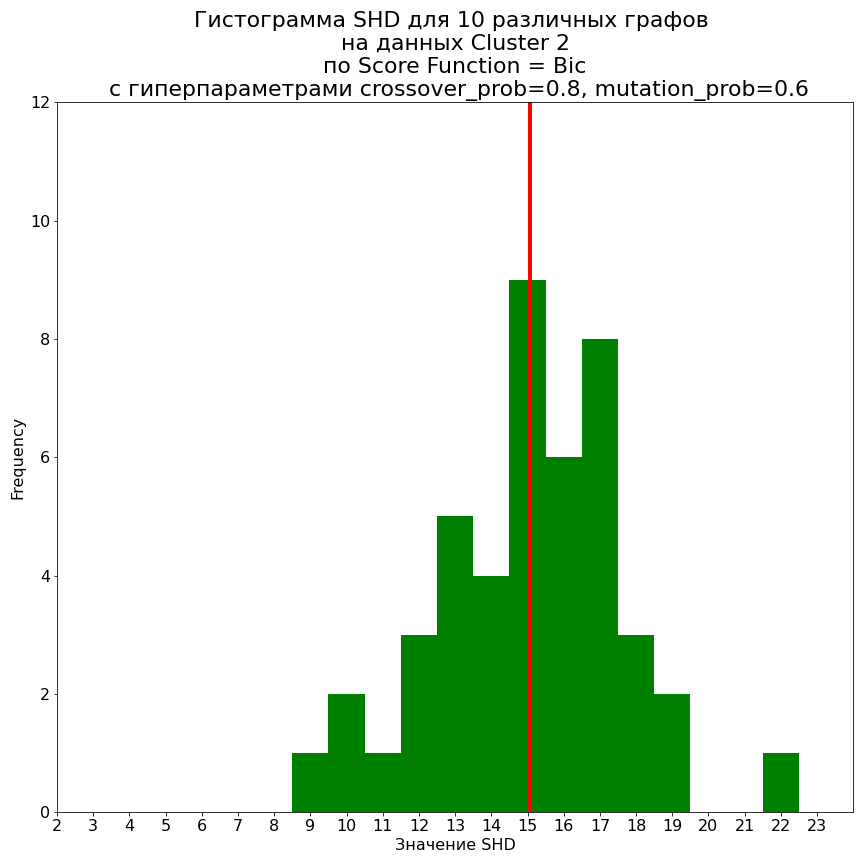 Гистограмма SHD для 10 различных графов
на данных Cluster 2
по Score Function = Bic
с гиперпараметрами crossover_prob=0.8, mutation_prob=0.6
12
10
8
6
4
2
0
Frequency
2 3 4 5 6 7 8 9 10 11 12 13 14 15 16 17 18 19 20 21 22 23
Значение SHD